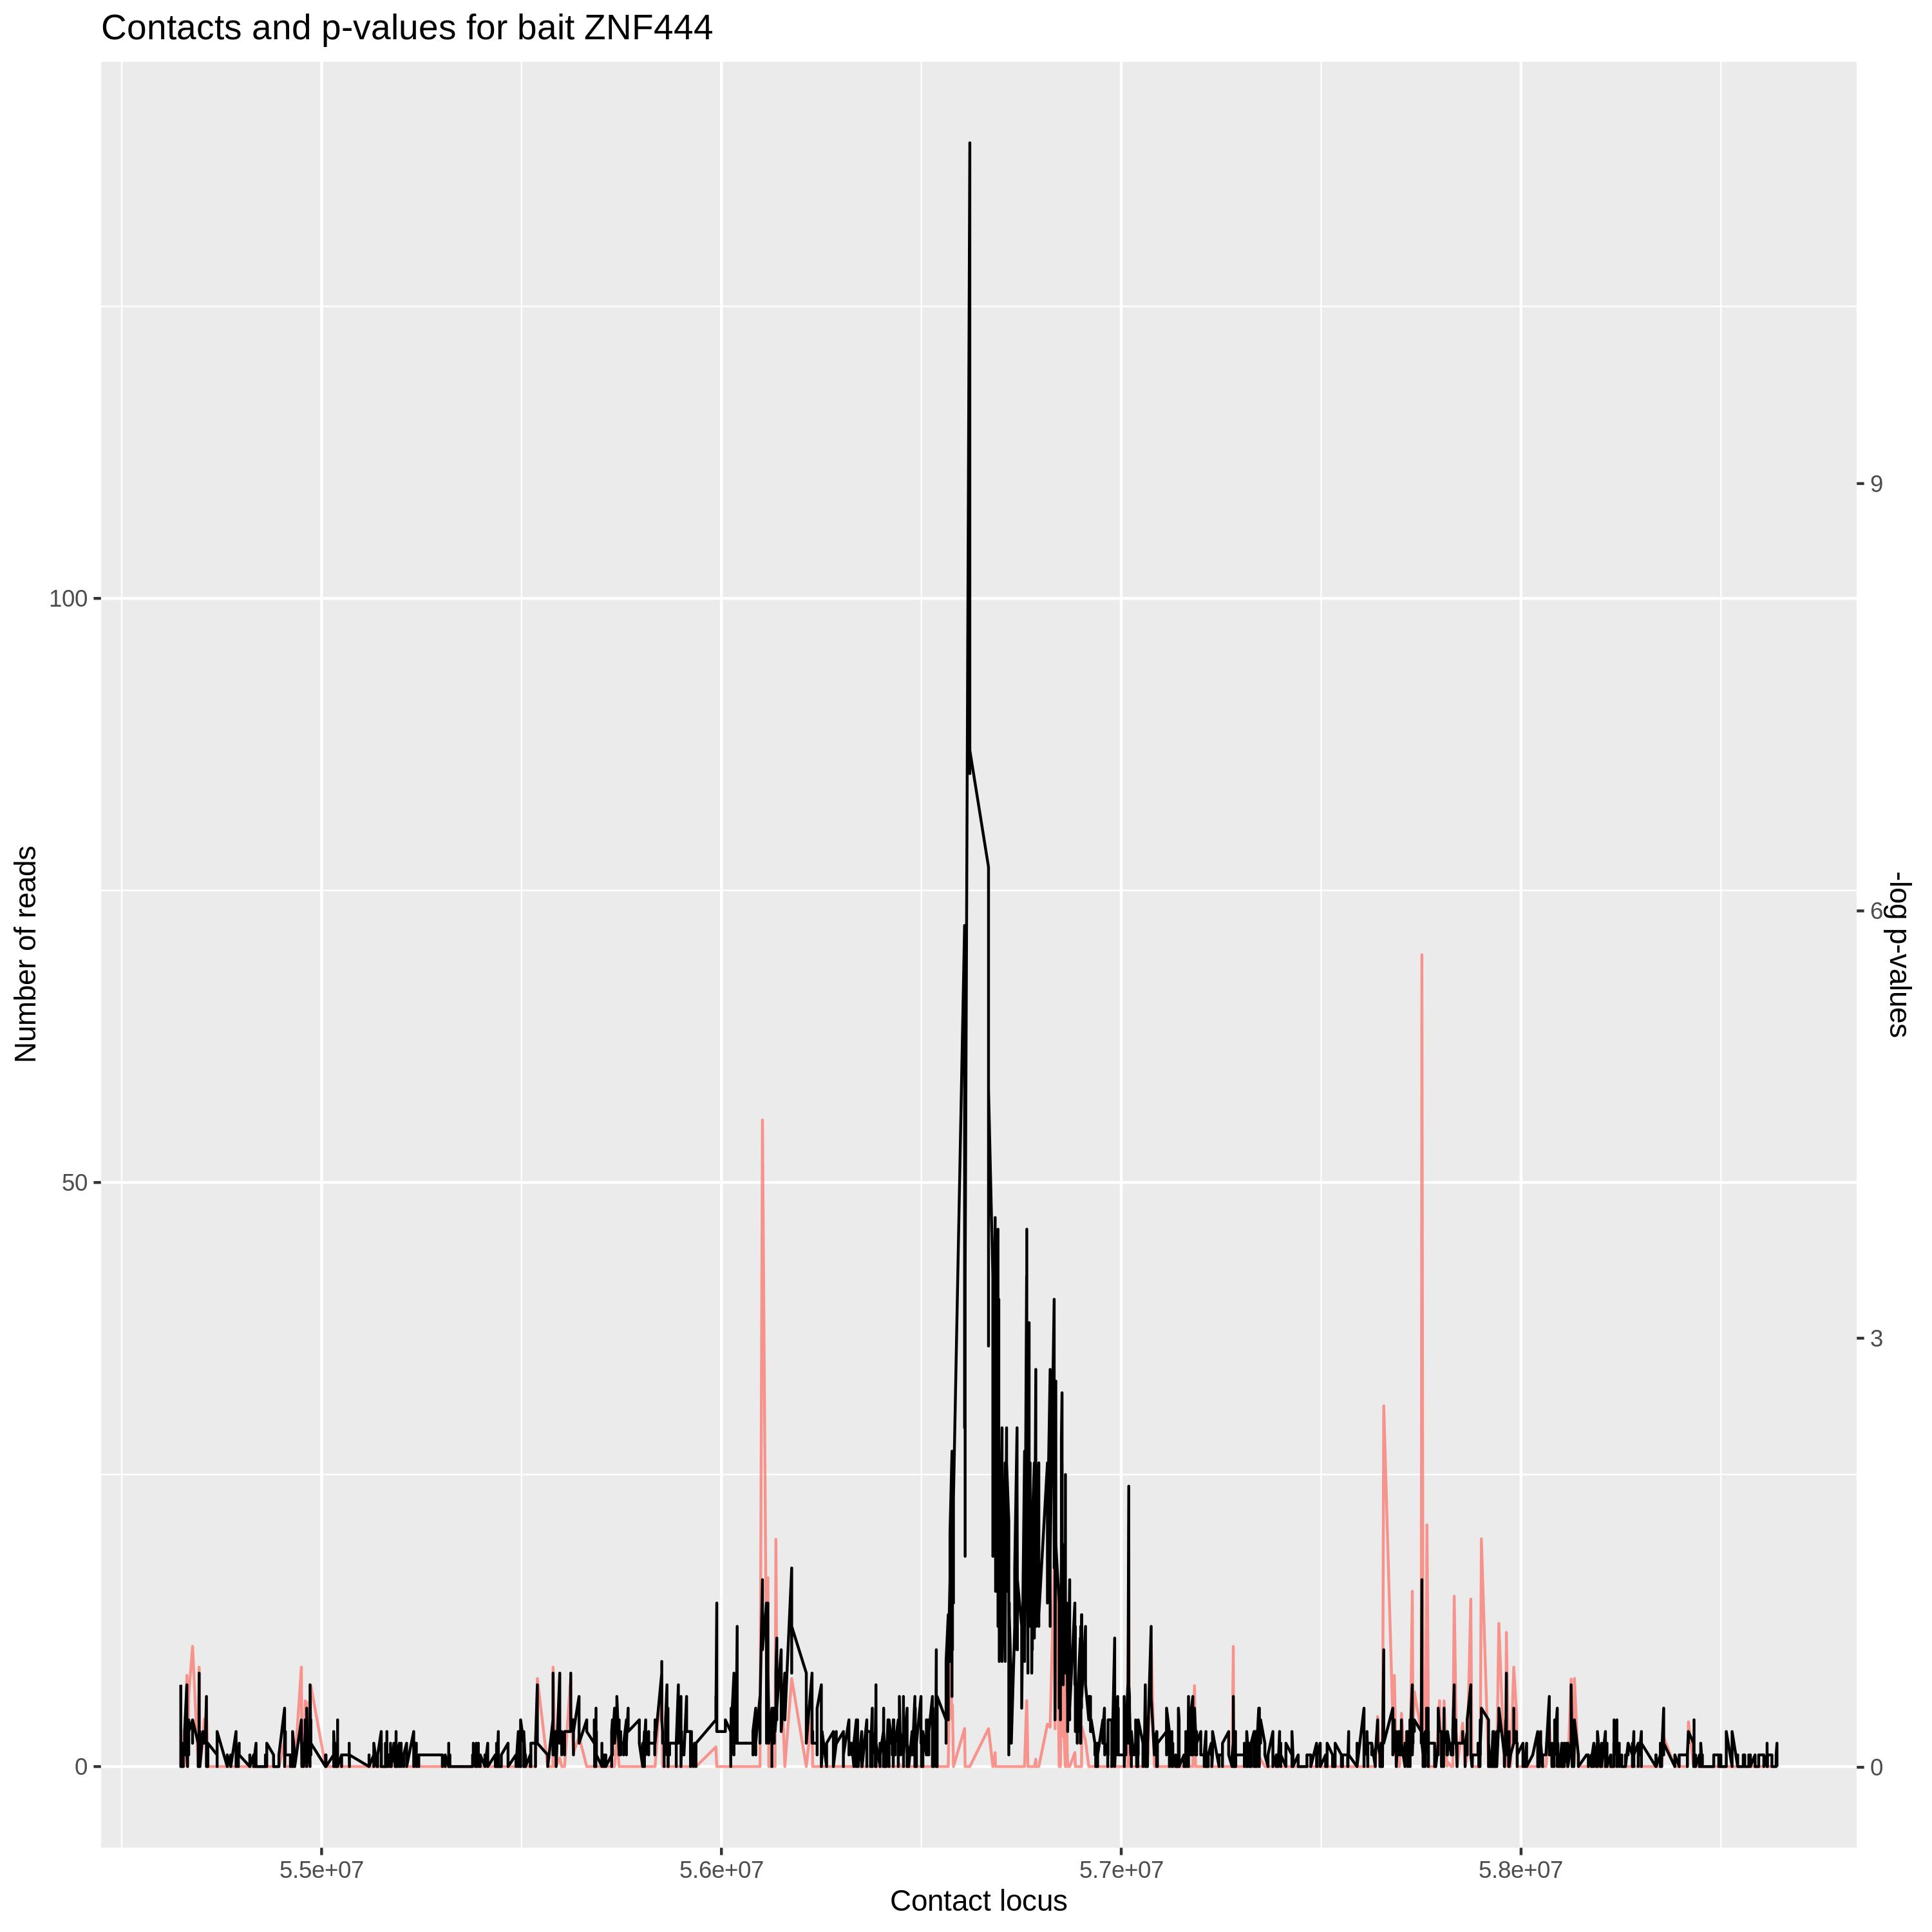 Contacts and p-values for bait ZNF444
Number of reads
100
50
0
9
6
3
0
-log p-values
5.5e+07 5.6e+07 5.7e+07 5.8e+07
Contact locus